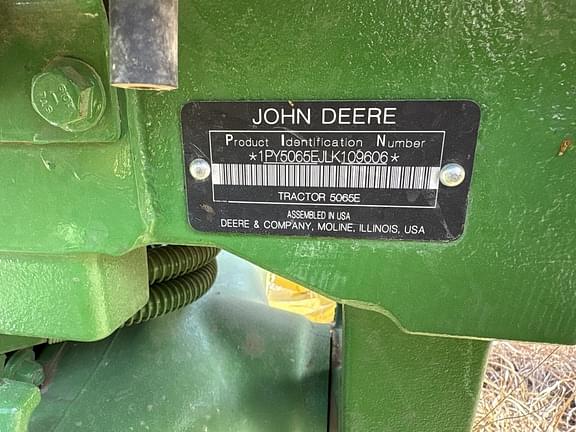 JOHN DEERE
Product Identification Number
*1PY5065EJLK109606*
TRACTOR 5065E
ASSEMBLED IN USA
DEERE & COMPANY, MOLINE, ILLINOIS, USA